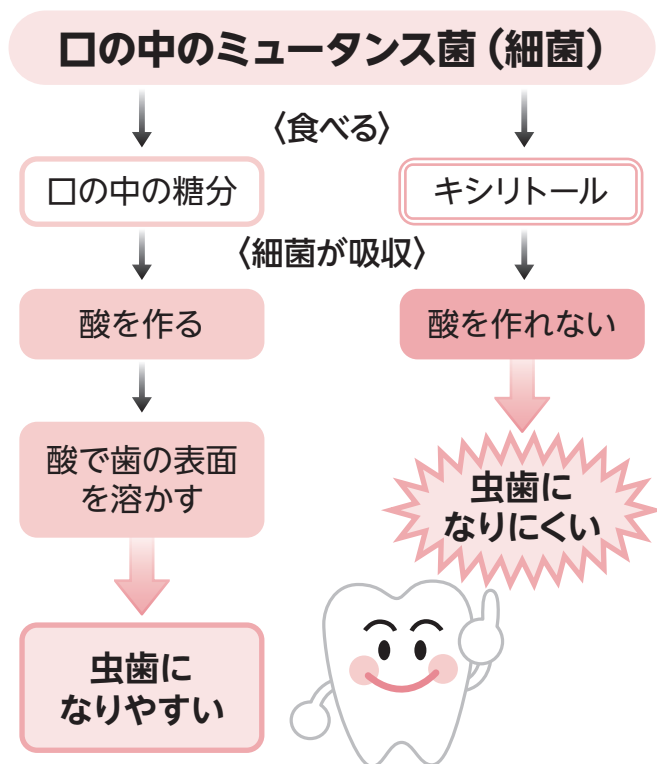 口の中のミュータンス菌（細菌）
〈食べる〉
口の中の糖分
キシリトール
〈細菌が吸収〉
酸を作る
酸を作れない
酸で歯の表面
を溶かす
虫歯に
なりにくい
虫歯に
なりやすい